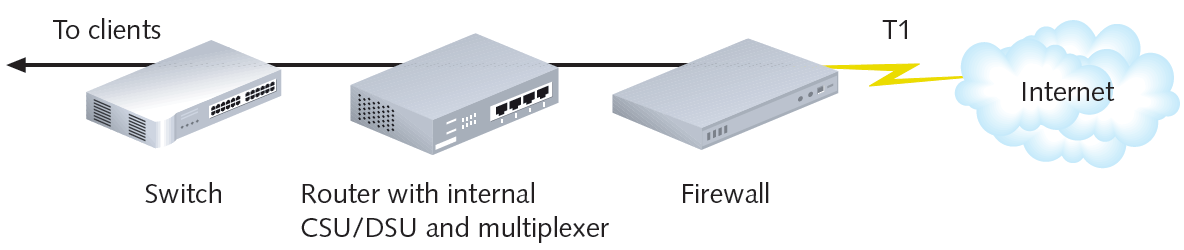 To clients
T1
Internet
Switch
Router with internal
CSU/DSU and multiplexer
Firewall